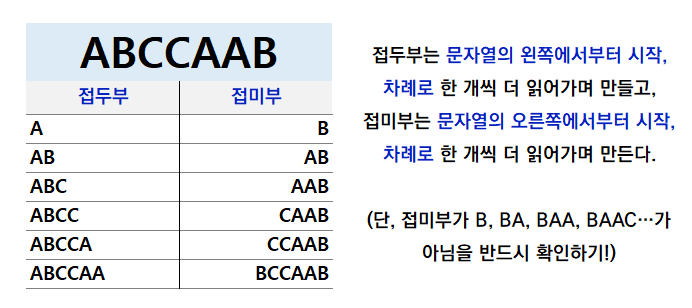 ABCCAAB
접두부 접미부
A B
AB AB
ABC AAB
ABCC CAAB
ABCCA CCAAB
ABCCAA BCCAAB
접두부는 문자열의 왼쪽에서부터 시작,
차례로 한 개씩 더 읽어가며 만들고,
접미부는 문자열의 오른쪽에서부터 시작,
차례로 한 개씩 더 읽어가며 만든다.
(단, 접미부가 B, BA, BAA, BAAC…가
아님을 반드시 확인하기!)